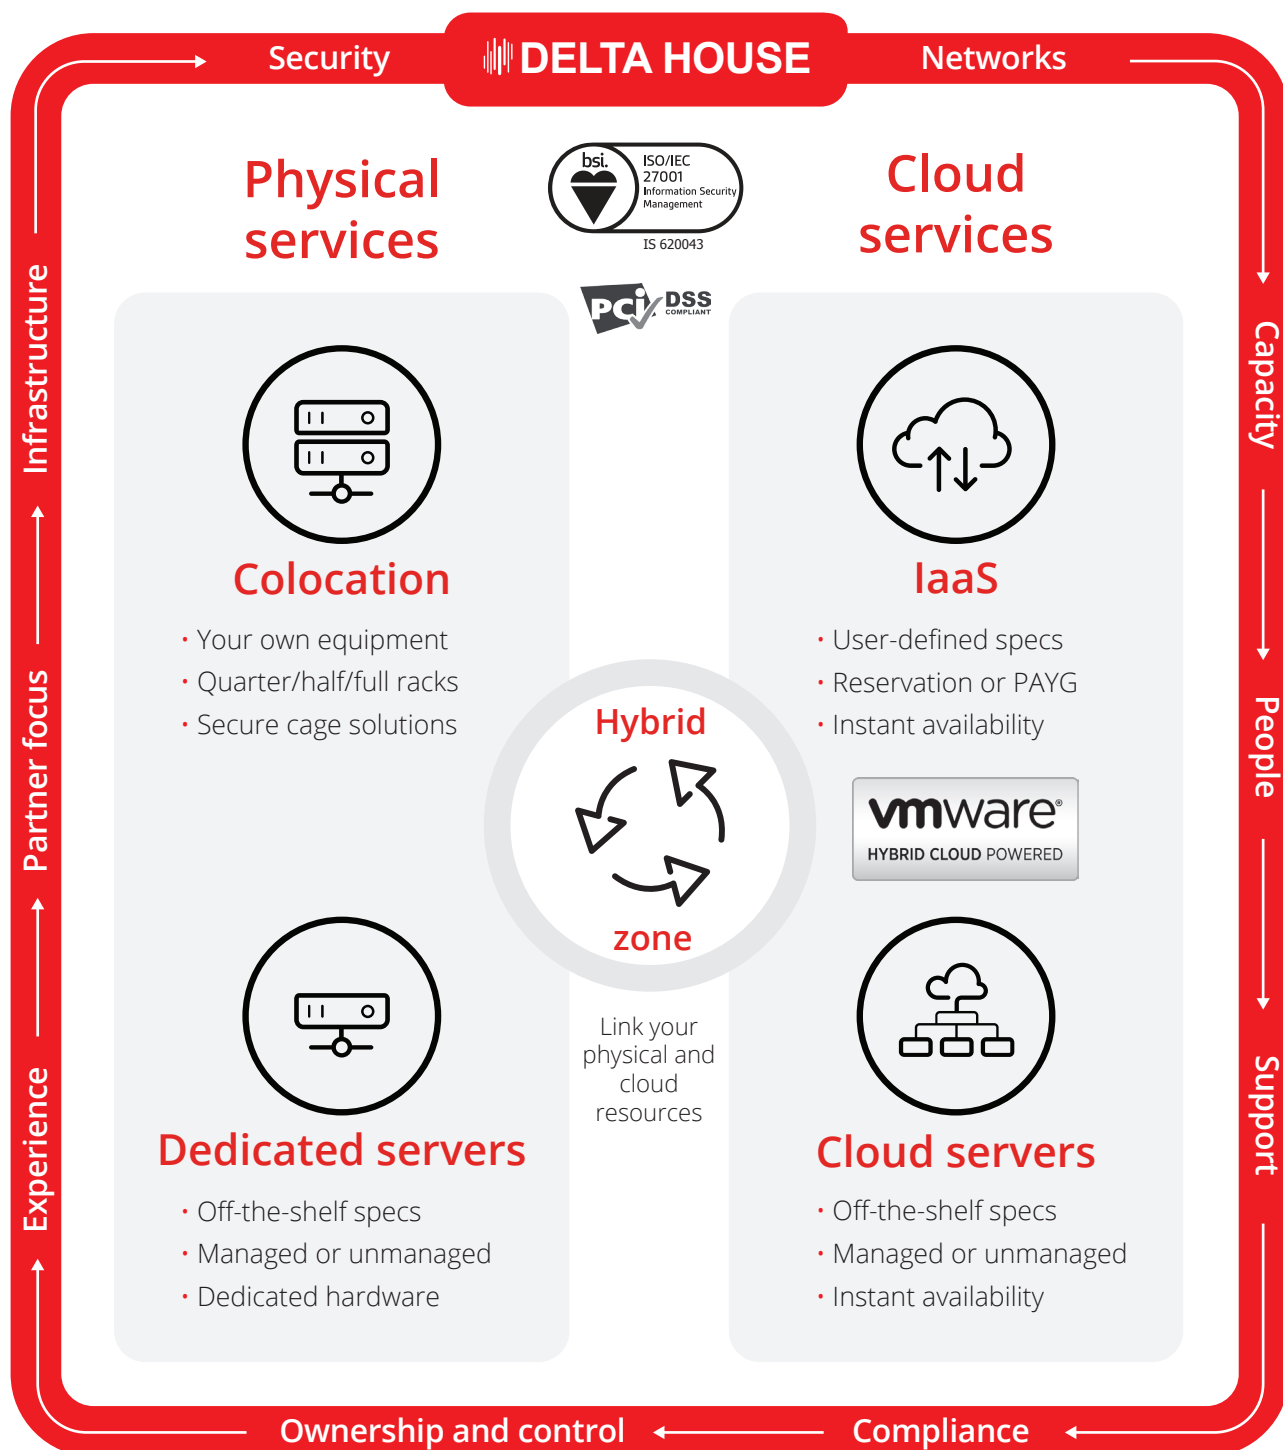 Security
DELTA HOUSE
Networks
Physical
services
bsi.
ISO/IEC
27001
Information Security
Management
IS 620043
PCI DSS
COMPLIANT
Cloud
services
Infrastructure
Partner focus
Experience
Capacity
People
Support
Colocation
• Your own equipment
• Quarter/half/full racks
• Secure cage solutions
IaaS
• User-defined specs
• Reservation or PAYG
• Instant availability
vmware®
HYBRID CLOUD POWERED
Hybrid
zone
Link your
physical and
cloud
resources
Dedicated servers
• Off-the-shelf specs
• Managed or unmanaged
• Dedicated hardware
Cloud servers
• Off-the-shelf specs
• Managed or unmanaged
• Instant availability
Ownership and control
Compliance